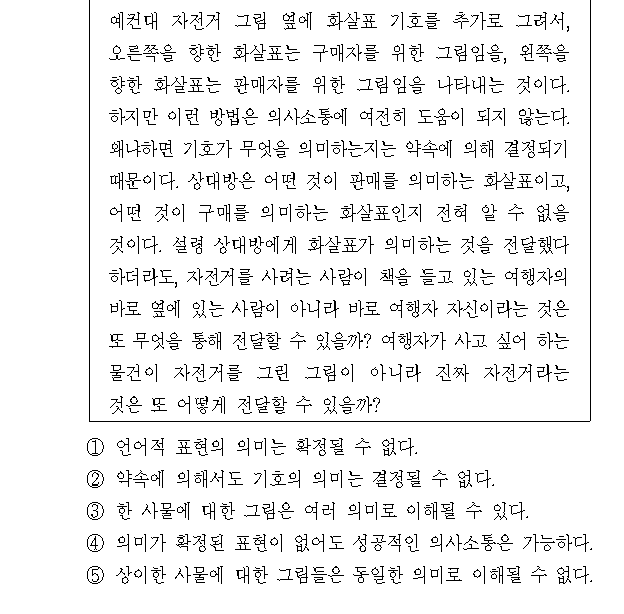 예컨대 자전거 그림 옆에 화살표 기호를 추가로 그려서,
오른쪽을 향한 화살표는 구매자를 위한 그림임을, 왼쪽을
향한 화살표는 판매자를 위한 그림임을 나타내는 것이다.
하지만 이런 방법은 의사소통에 여전히 도움이 되지 않는다.
왜냐하면 기호가 무엇을 의미하는지는 약속에 의해 결정되기
때문이다. 상대방은 어떤 것이 판매를 의미하는 화살표이고,
어떤 것이 구매를 의미하는 화살표인지 전혀 알 수 없을
것이다. 설령 상대방에게 화살표가 의미하는 것을 전달했다
하더라도, 자전거를 사려는 사람이 책을 들고 있는 여행자의
바로 옆에 있는 사람이 아니라 바로 여행자 자신이라는 것은
또 무엇을 통해 전달할 수 있을까? 여행자가 사고 싶어 하는
물건이 자전거를 그린 그림이 아니라 진짜 자전거라는
것은 또 어떻게 전달할 수 있을까?
① 언어적 표현의 의미는 확정될 수 없다.
② 약속에 의해서도 기호의 의미는 결정될 수 없다.
③ 한 사물에 대한 그림은 여러 의미로 이해될 수 있다.
④ 의미가 확정된 표현이 없어도 성공적인 의사소통은 가능하다.
⑤ 상이한 사물에 대한 그림들은 동일한 의미로 이해될 수 없다.